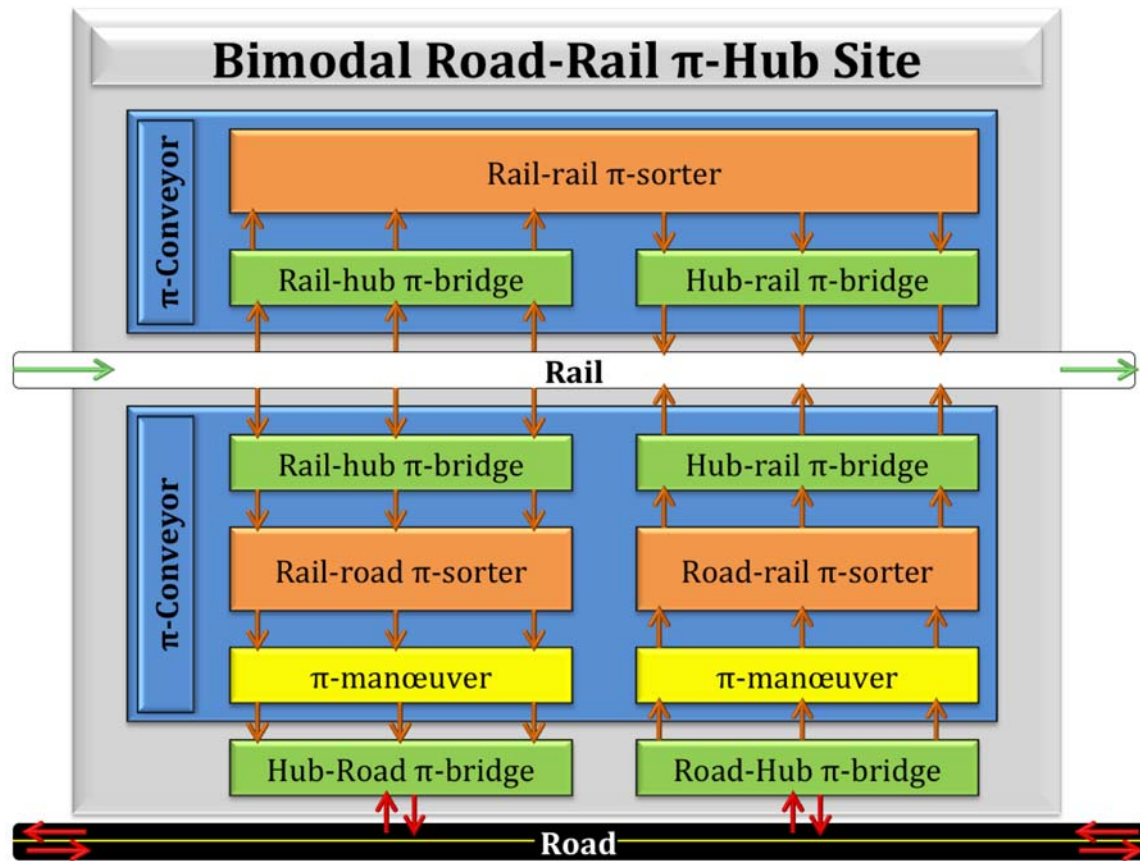 Bimodal Road-Rail π-Hub Site
π-Conveyor
Rail-rail π-sorter
Rail-hub π-bridge
Hub-rail π-bridge
Rail
π-Conveyor
Rail-hub π-bridge
Hub-rail π-bridge
Rail-road π-sorter
Road-rail π-sorter
π-manœuver
π-manœuver
Hub-Road π-bridge
Road-Hub π-bridge
Road